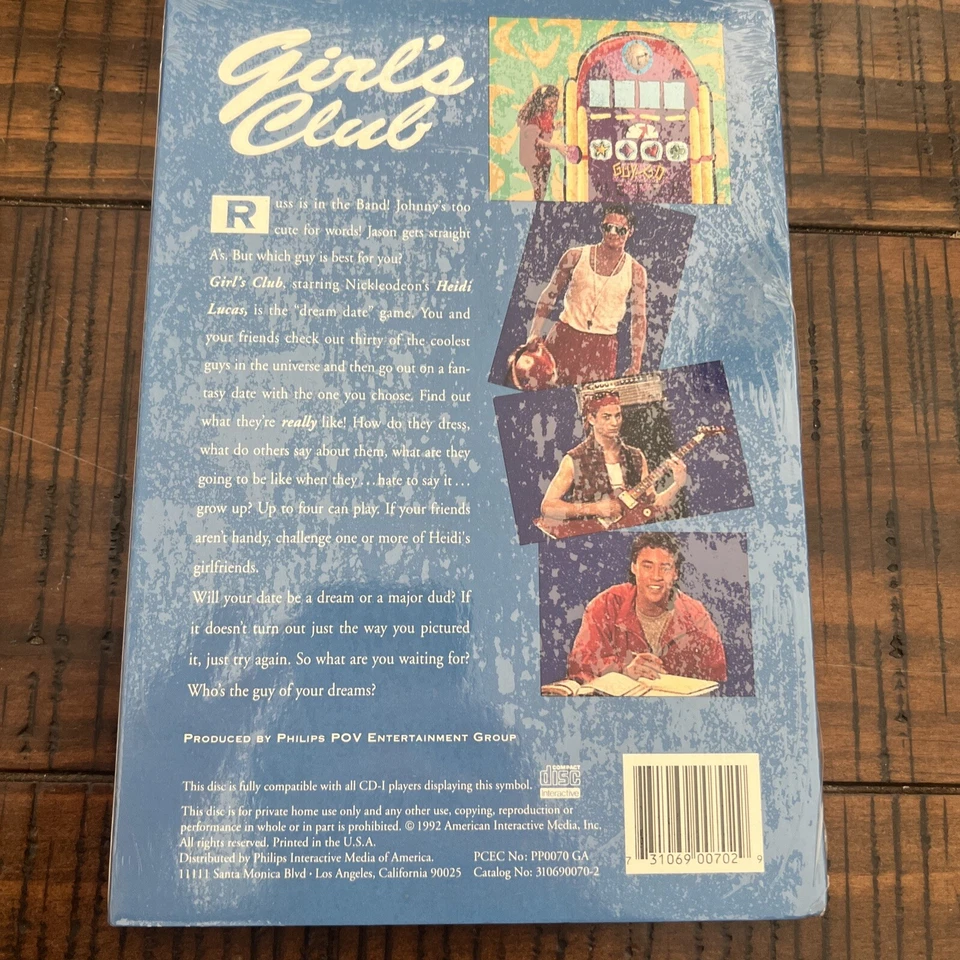 Girl's
Club
GUY-O
Russ is in the Band! Johnny's too
cute for words! Jason gets straight
A's. But which guy is best for you?
Girl's Club, starring Nickleodeon's Heidi
Lucas, is the "dream date" game. You and
your friends check out thirty of the coolest
guys in the universe and then go out on a fan-
tasy date with the one you choose. Find out
what they're really like! How do they dress,
what do others say about them, what are they
going to be like when they...hate to say it...
grow up? Up to four can play. If your friends
aren't handy, challenge one or more of Heidi's
girlfriends.
Will your date be a dream or a major dud? If
it doesn't turn out just the way you pictured
it, just try again. So what are you waiting for?
Who's the guy of your dreams?
PRODUCED BY PHILIPS POV ENTERTAINMENT GROUP
This disc is fully compatible with all CD-I players displaying this symbol.
COMPACT
disc
Interactive
This disc is for private home use only and any other use, copying, reproduction or
performance in whole or in part is prohibited. © 1992 American Interactive Media, Inc.
All rights reserved. Printed in the U.S.A.
Distributed by Philips Interactive Media of America. PCEC No: PP0070 GA
11111 Santa Monica Blvd · Los Angeles, California 90025 Catalog No: 310690070-2
7 31069 00702 9